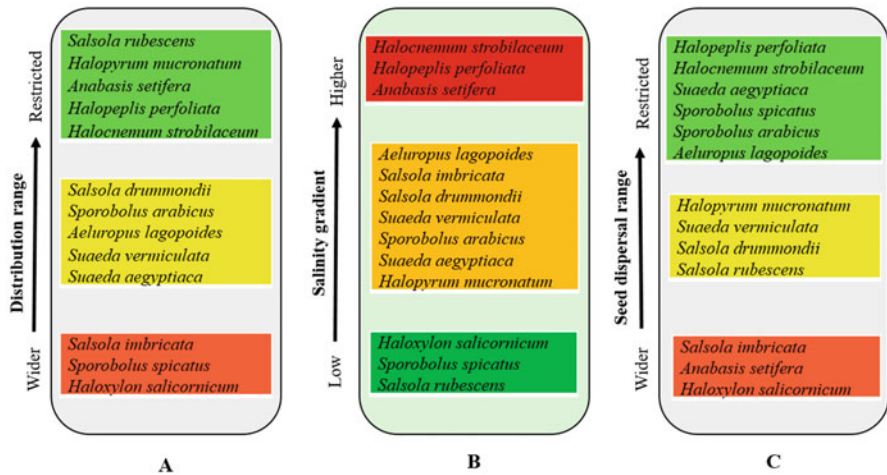 Distribution range
Restricted
Wider
Salsola rubescens
Halopyrum mucronatum
Anabasis setifera
Halopeplis perfoliata
Halocnemum strobilaceum
Salsola drummondii
Sporobolus arabicus
Aeluropus lagopoides
Suaeda vermiculata
Suaeda aegyptiaca
Salsola imbricata
Sporobolus spicatus
Haloxylon salicornicum
A
Salinity gradient
Higher
Low
Halocnemum strobilaceum
Halopeplis perfoliata
Anabasis setifera
Aeluropus lagopoides
Salsola imbricata
Salsola drummondii
Suaeda vermiculata
Sporobolus arabicus
Suaeda aegyptiaca
Halopyrum mucronatum
Haloxylon salicornicum
Sporobolus spicatus
Salsola rubescens
B
Seed dispersal range
Restricted
Wider
Halopeplis perfoliata
Halocnemum strobilaceum
Suaeda aegyptiaca
Sporobolus spicatus
Sporobolus arabicus
Aeluropus lagopoides
Halopyrum mucronatum
Suaeda vermiculata
Salsola drummondii
Salsola rubescens
Salsola imbricata
Anabasis setifera
Haloxylon salicornicum
C